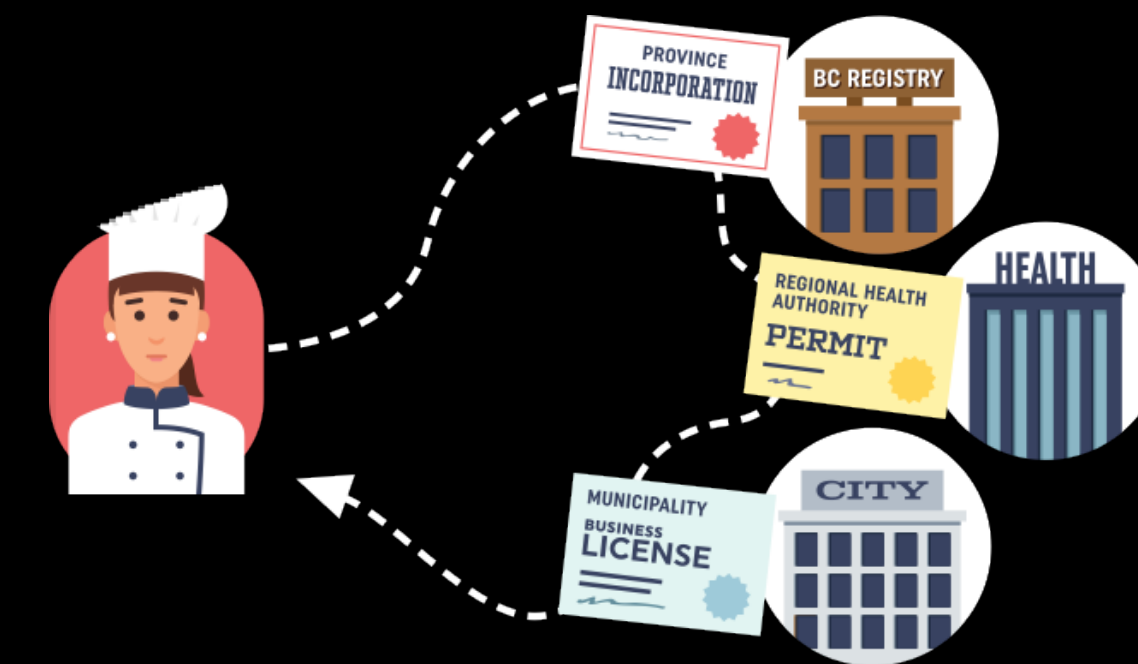 PROVINCE
INCORPORATION
BC REGISTRY
REGIONAL HEALTH
AUTHORITY
PERMIT
HEALTH
MUNICIPALITY
BUSINESS
LICENSE
CITY